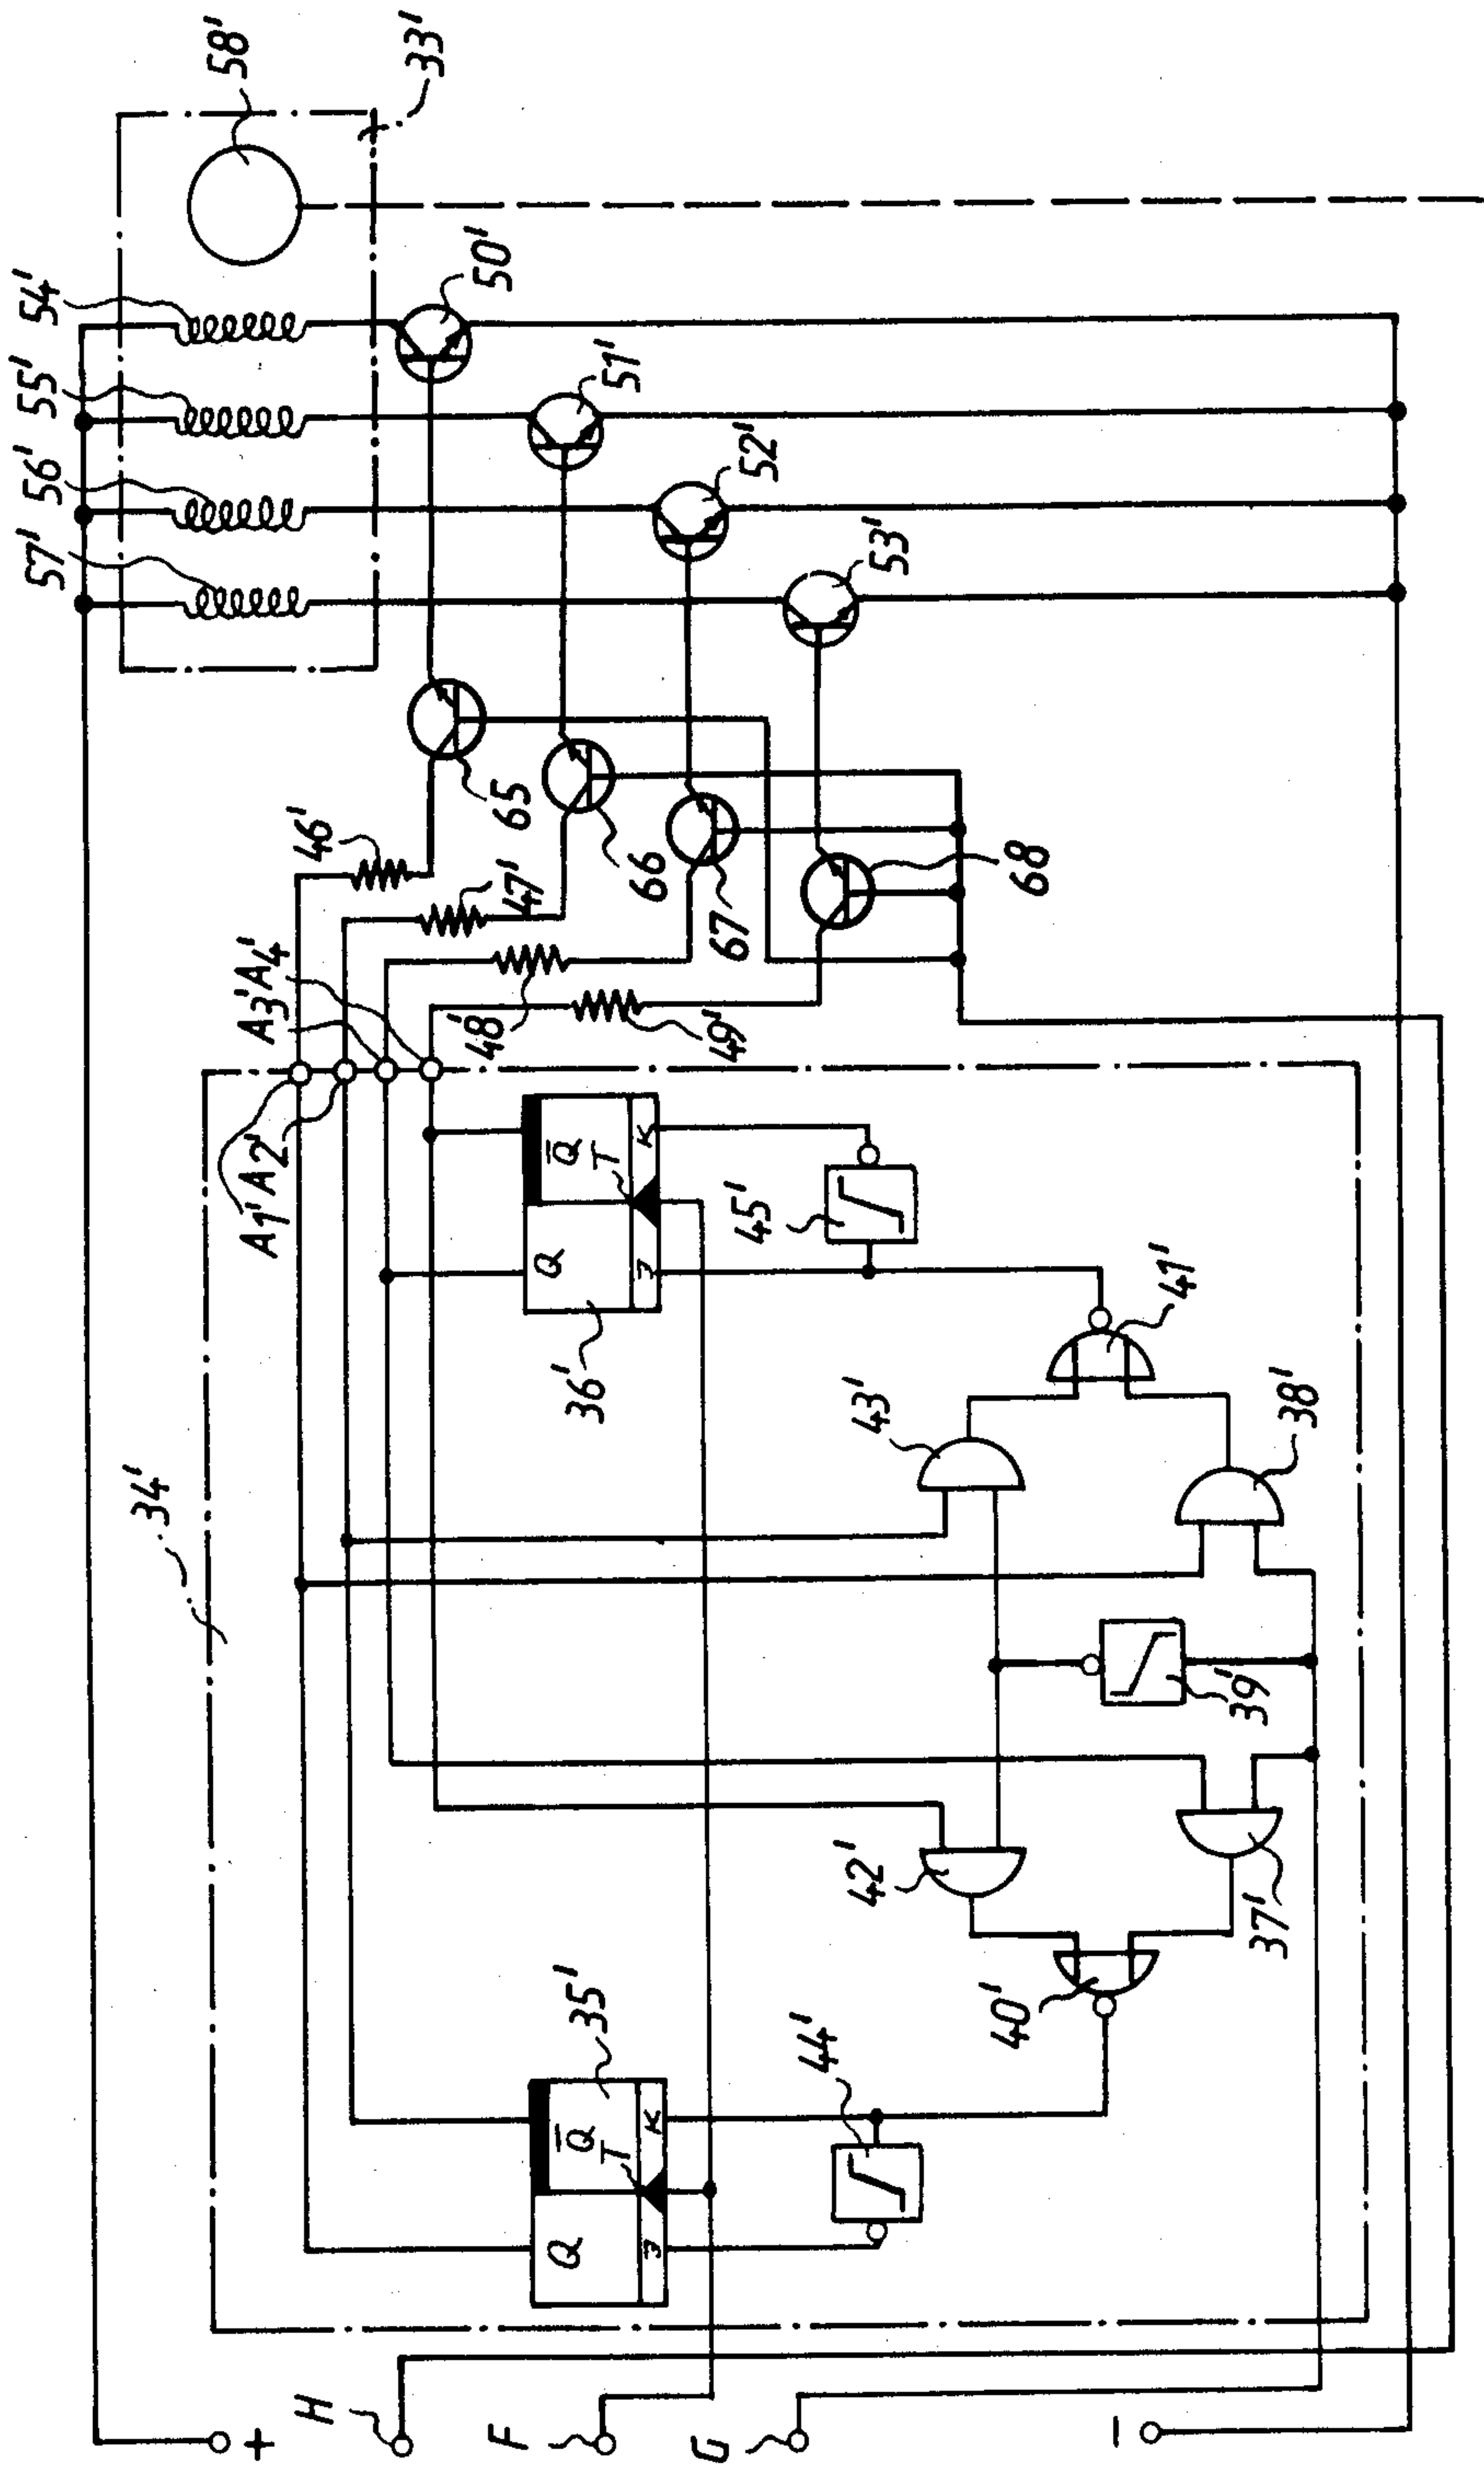 58'
33'
54'
55'
56'
57'
50'
51'
52'
53'
65
66
67
68
46'
47'
48'
49'
A3'
A4'
A1'
A2'
34'
Q
Q̅
T
J
K
36'
45'
41'
43'
38'
39'
42'
37'
40'
35'
Q
Q̅
T
J
K
44'
+
H
F
G
−